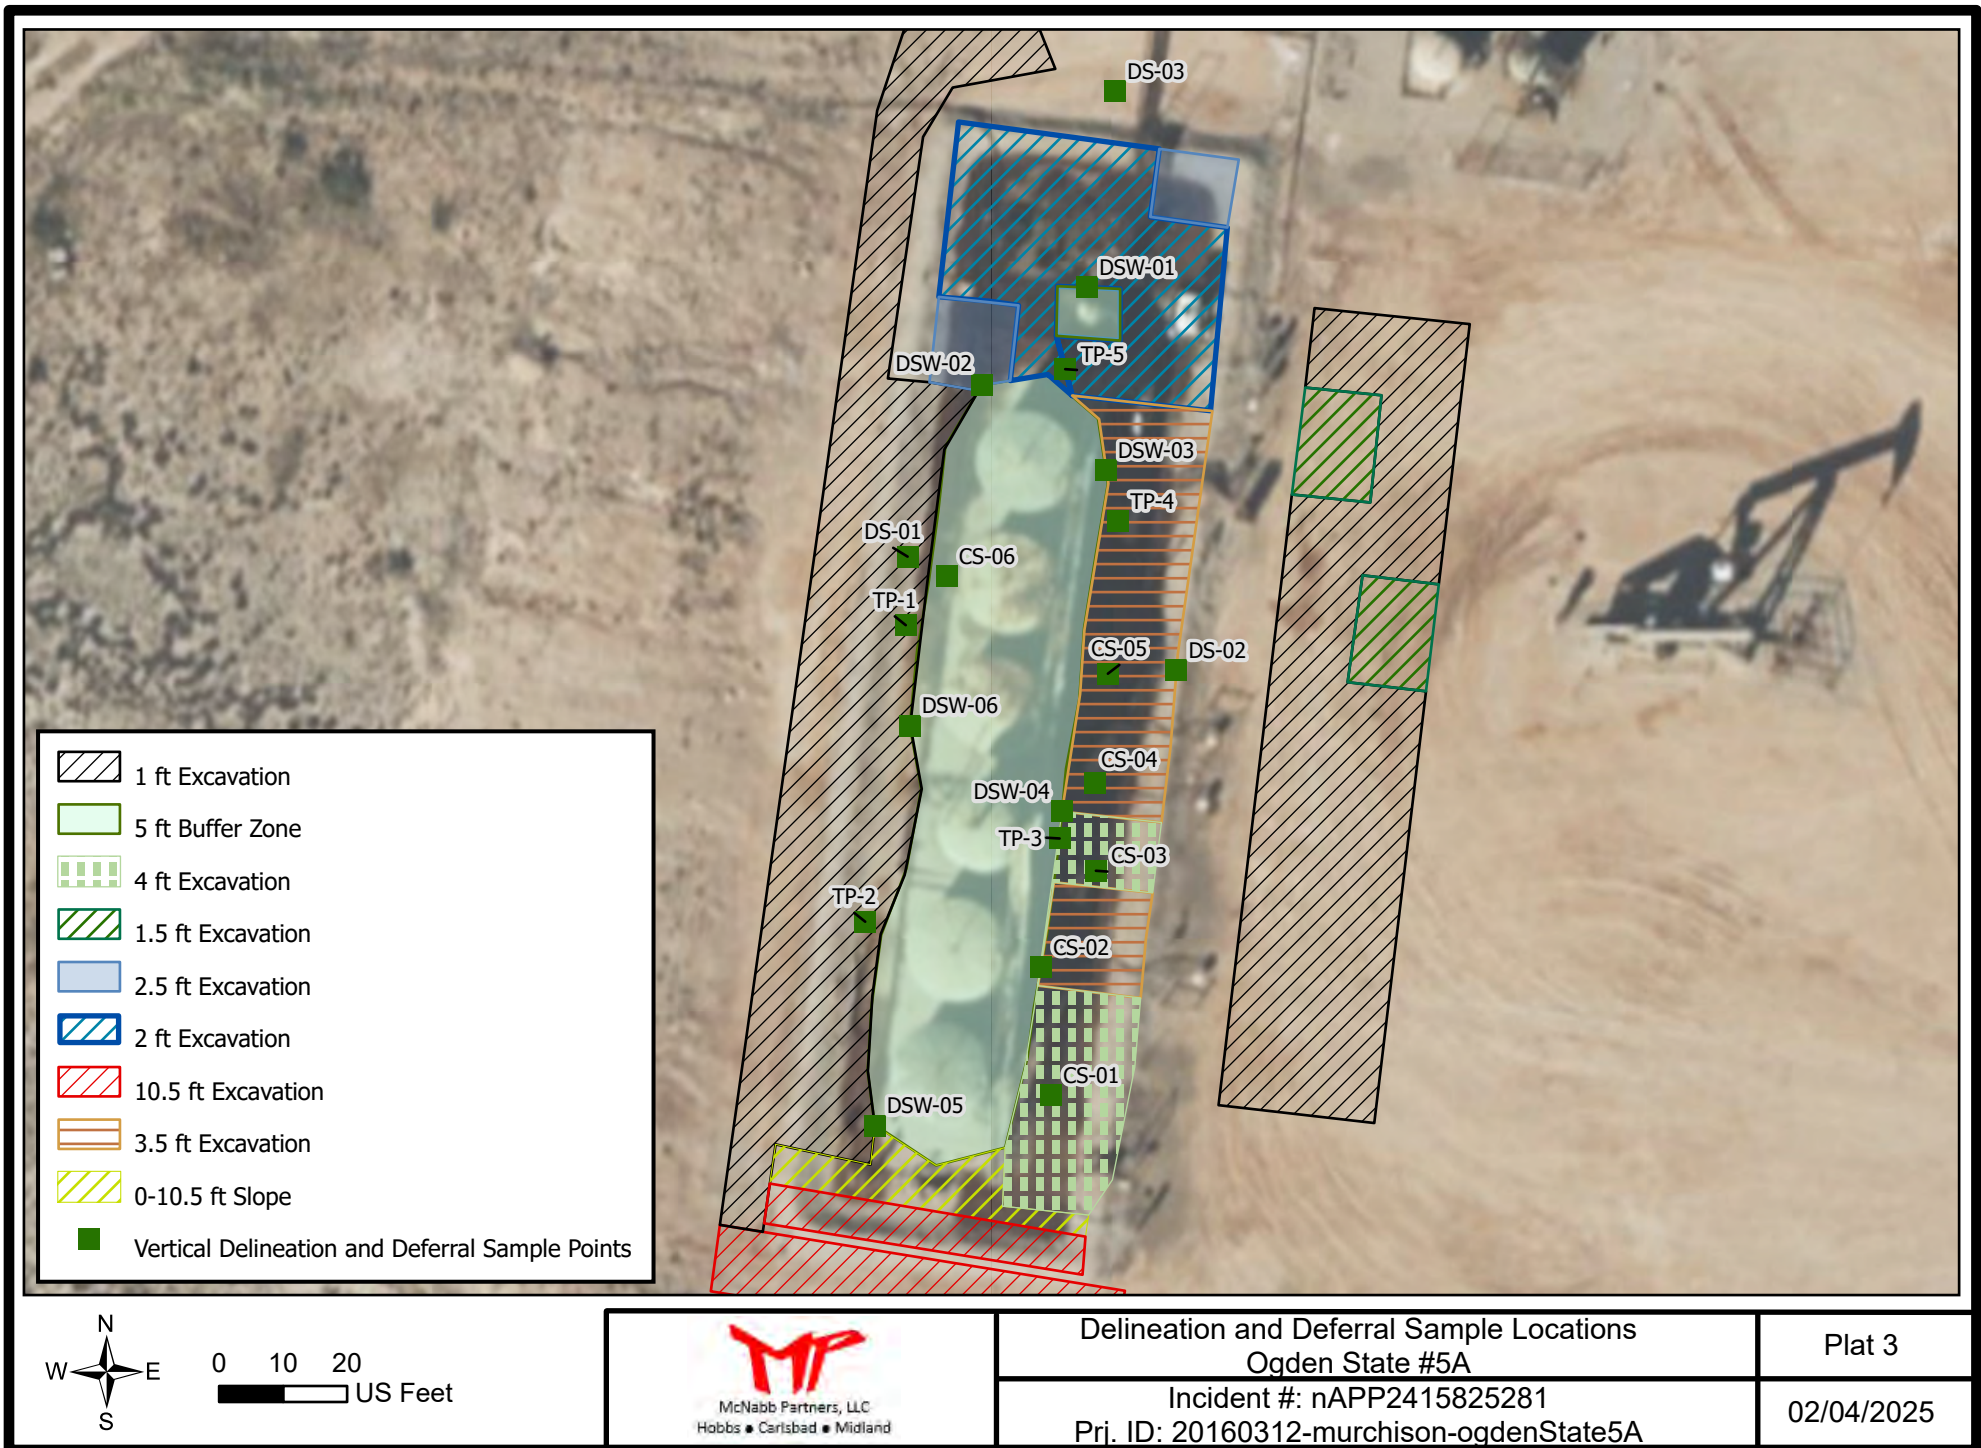 DS-03
DSW-01
TP-5
DSW-02
DSW-03
TP-4
DS-01
CS-06
TP-1
CS-05
DS-02
DSW-06
CS-04
DSW-04
TP-3
CS-03
TP-2
CS-02
CS-01
DSW-05
1 ft Excavation
5 ft Buffer Zone
4 ft Excavation
1.5 ft Excavation
2.5 ft Excavation
2 ft Excavation
10.5 ft Excavation
3.5 ft Excavation
0-10.5 ft Slope
Vertical Delineation and Deferral Sample Points
N
W E
S
0 10 20
US Feet
McNabb Partners, LLC
Hobbs • Carlsbad • Midland
Delineation and Deferral Sample Locations
Ogden State #5A
Incident #: nAPP2415825281
Prj. ID: 20160312-murchison-ogdenState5A
Plat 3
02/04/2025